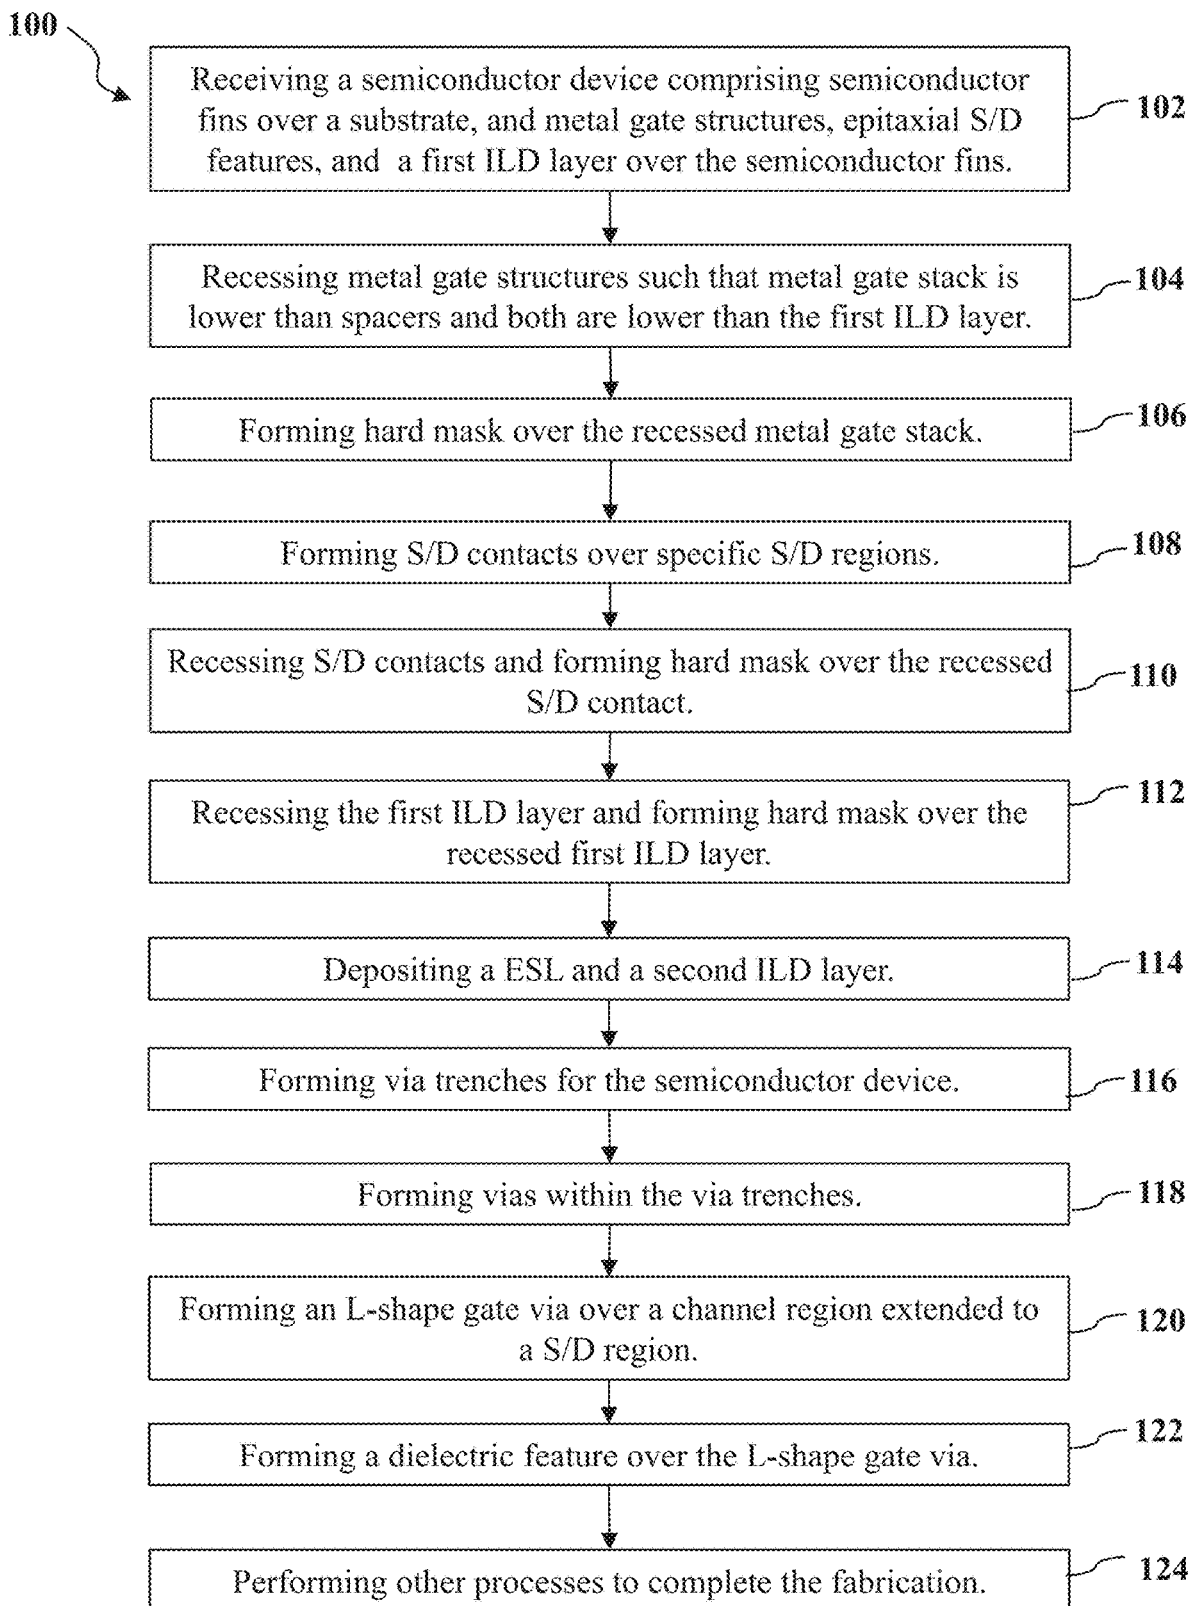 100
Receiving a semiconductor device comprising semiconductor
fins over a substrate, and metal gate structures, epitaxial S/D
features, and a first ILD layer over the semiconductor fins.
102
Recessing metal gate structures such that metal gate stack is
lower than spacers and both are lower than the first ILD layer.
104
Forming hard mask over the recessed metal gate stack.
106
Forming S/D contacts over specific S/D regions.
108
Recessing S/D contacts and forming hard mask over the recessed
S/D contact.
110
Recessing the first ILD layer and forming hard mask over the
recessed first ILD layer.
112
Depositing a ESL and a second ILD layer.
114
Forming via trenches for the semiconductor device.
116
Forming vias within the via trenches.
118
Forming an L-shape gate via over a channel region extended to
a S/D region.
120
Forming a dielectric feature over the L-shape gate via.
122
Performing other processes to complete the fabrication.
124